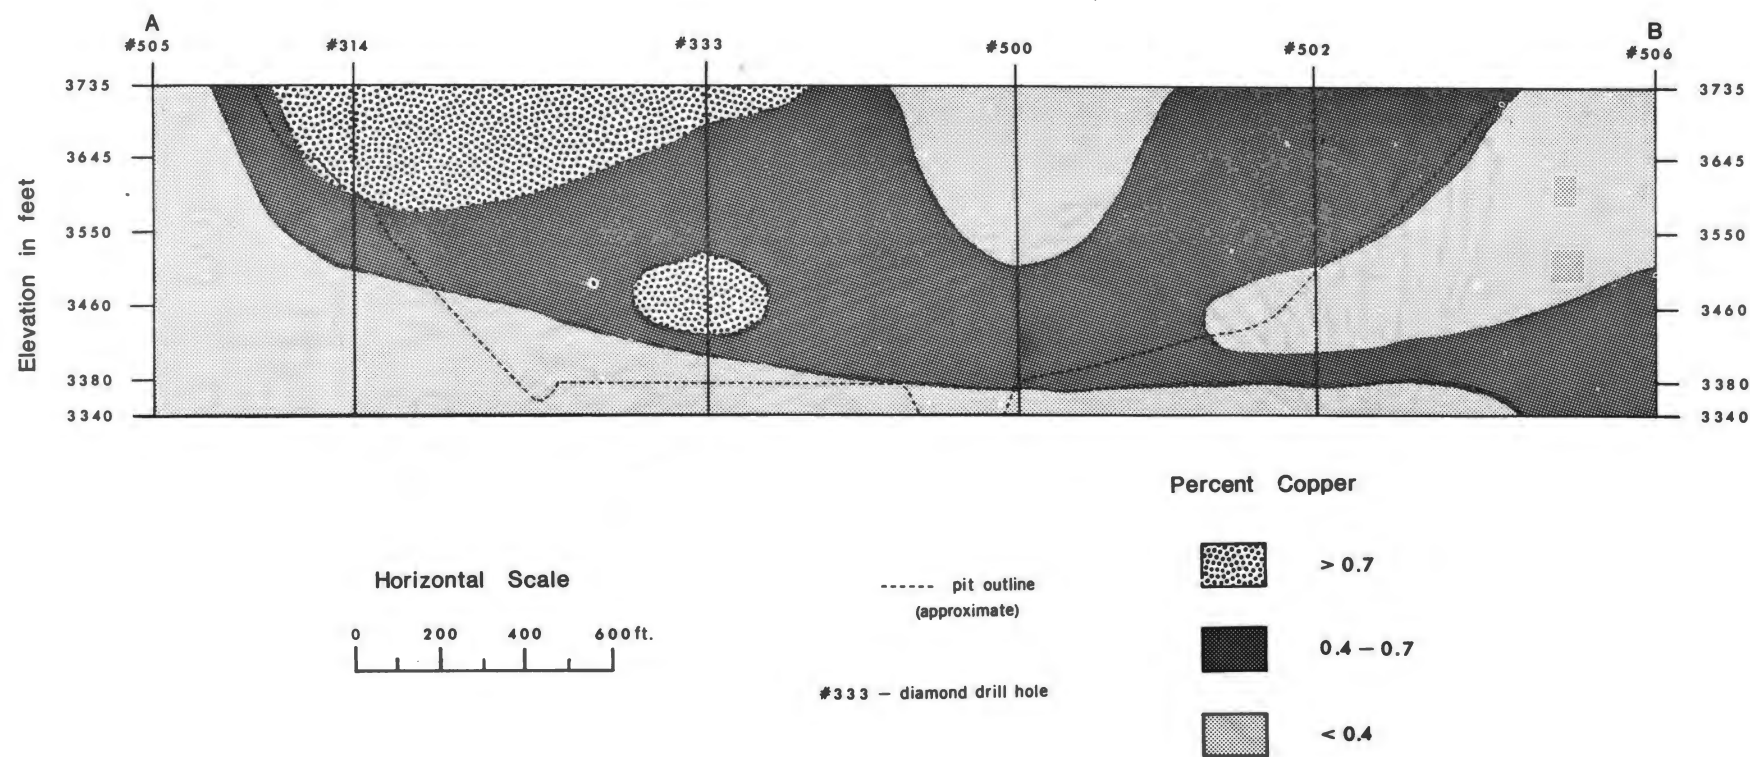 A B
#505 #314 #333 #500 #502 #506
3735 3735
3645 3645
3550 3550
3460 3460
3380 3380
3340 3340
Elevation in feet
Percent Copper
> 0.7
0.4 – 0.7
< 0.4
Horizontal Scale
0 200 400 600 ft.
------ pit outline
(approximate)
#333 – diamond drill hole